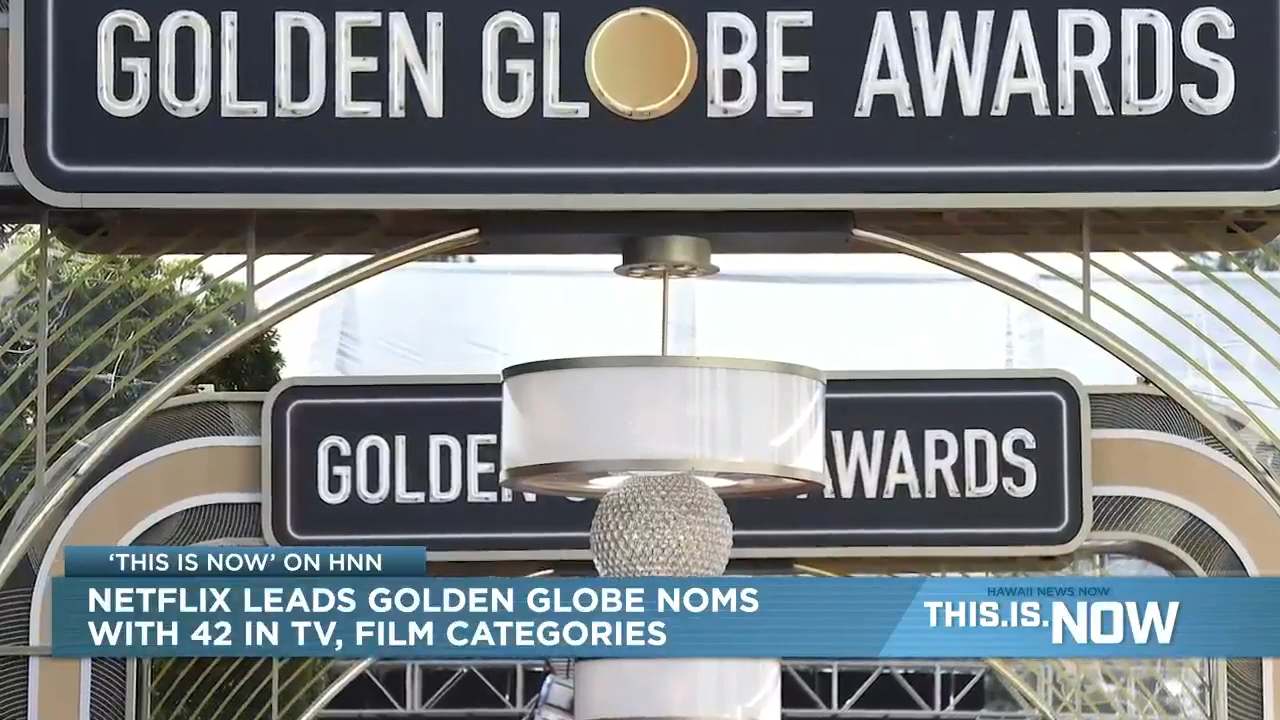 GOLDEN GLOBE AWARDS
GOLDEN AWARDS
'THIS IS NOW' ON HNN
NETFLIX LEADS GOLDEN GLOBE NOMS
WITH 42 IN TV, FILM CATEGORIES
HAWAII NEWS NOW
THIS.IS.NOW